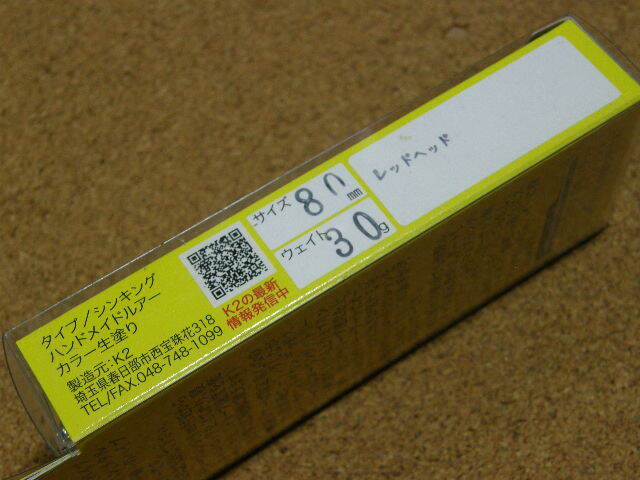 タイプ/シンキング
ハンドメイドルアー
カラー生塗り
製造元:K2
埼玉県春日部市西宝珠花318
TEL/FAX.048-748-1099
K2の最新
情報発信中
サイズ 80mm
ウェイト 30g
レッドヘッド